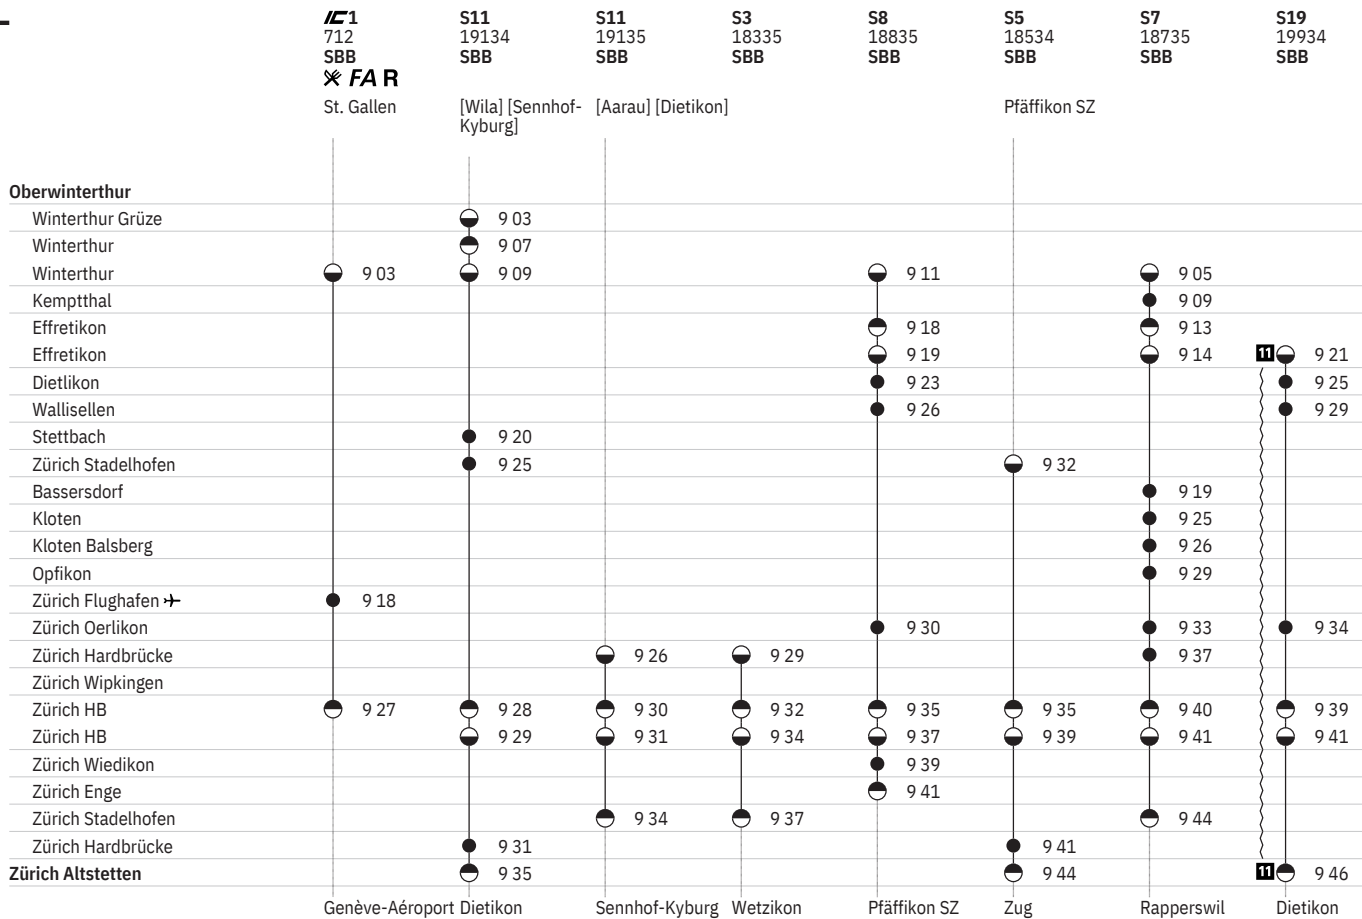 IC1 S11 S11 S3 S8 S5 S7 S19
712 19134 19135 18335 18835 18534 18735 19934
SBB SBB SBB SBB SBB SBB SBB SBB
FA R
St. Gallen [Wila] [Sennhof- [Aarau] [Dietikon] Pfäffikon SZ
Kyburg]
Oberwinterthur
Winterthur Grüze 9 03
Winterthur 9 07
Winterthur 9 03 9 09 9 11 9 05
Kemptthal 9 09
Effretikon 9 18 9 13
Effretikon 9 19 9 14 11 9 21
Dietlikon 9 23 9 25
Wallisellen 9 26 9 29
Stettbach 9 20
Zürich Stadelhofen 9 25 9 32
Bassersdorf 9 19
Kloten 9 25
Kloten Balsberg 9 26
Opfikon 9 29
Zürich Flughafen 9 18
Zürich Oerlikon 9 30 9 33 9 34
Zürich Hardbrücke 9 26 9 29 9 37
Zürich Wipkingen
Zürich HB 9 27 9 28 9 30 9 32 9 35 9 35 9 40 9 39
Zürich HB 9 29 9 31 9 34 9 37 9 39 9 41 9 41
Zürich Wiedikon 9 39
Zürich Enge 9 41
Zürich Stadelhofen 9 34 9 37 9 44
Zürich Hardbrücke 9 31 9 41
Zürich Altstetten 9 35 9 44 11 9 46
Genève-Aéroport Dietikon Sennhof-Kyburg Wetzikon Pfäffikon SZ Zug Rapperswil Dietikon